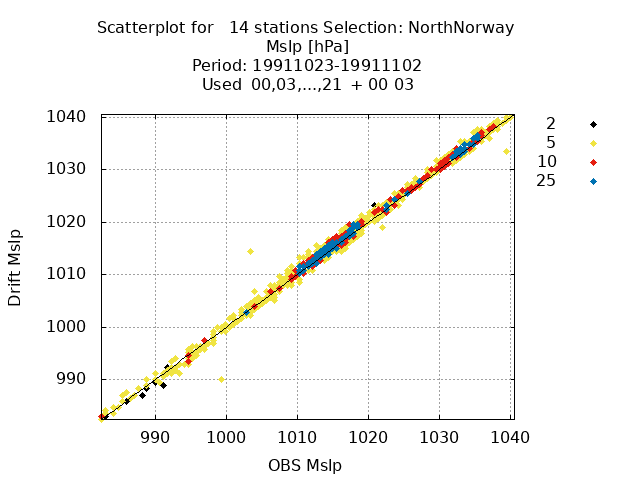 Scatterplot for 14 stations Selection: NorthNorway
Mslp [hPa]
Period: 19911023-19911102
Used 00,03,...,21 + 00 03
2
5
10
25
Drift Mslp
1040
1030
1020
1010
1000
990
990 1000 1010 1020 1030 1040
OBS Mslp